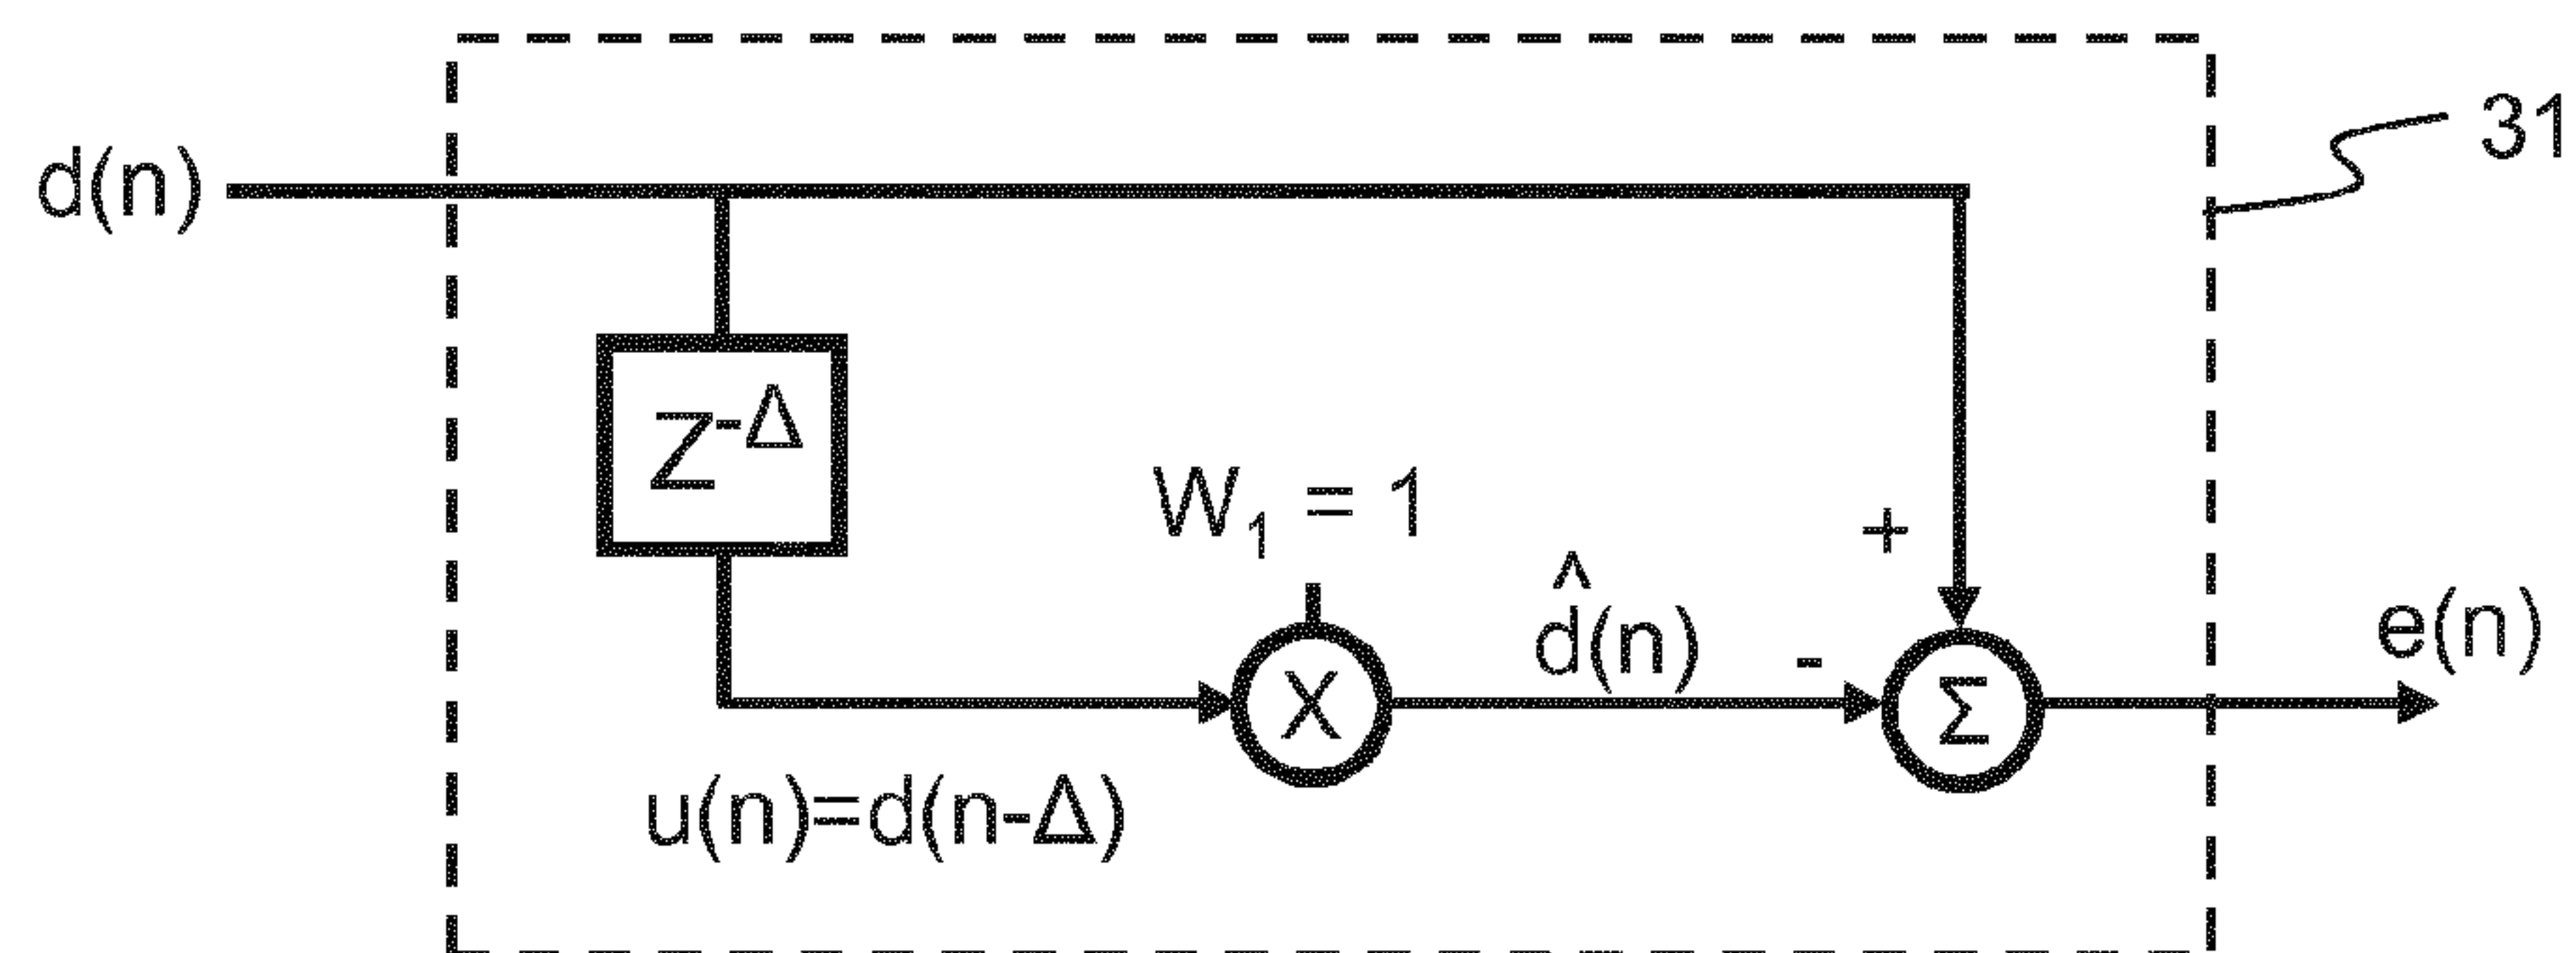 31
d(n)
Z-Δ
W1 = 1
+
d̂(n)
-
e(n)
X
Σ
u(n)=d(n-Δ)